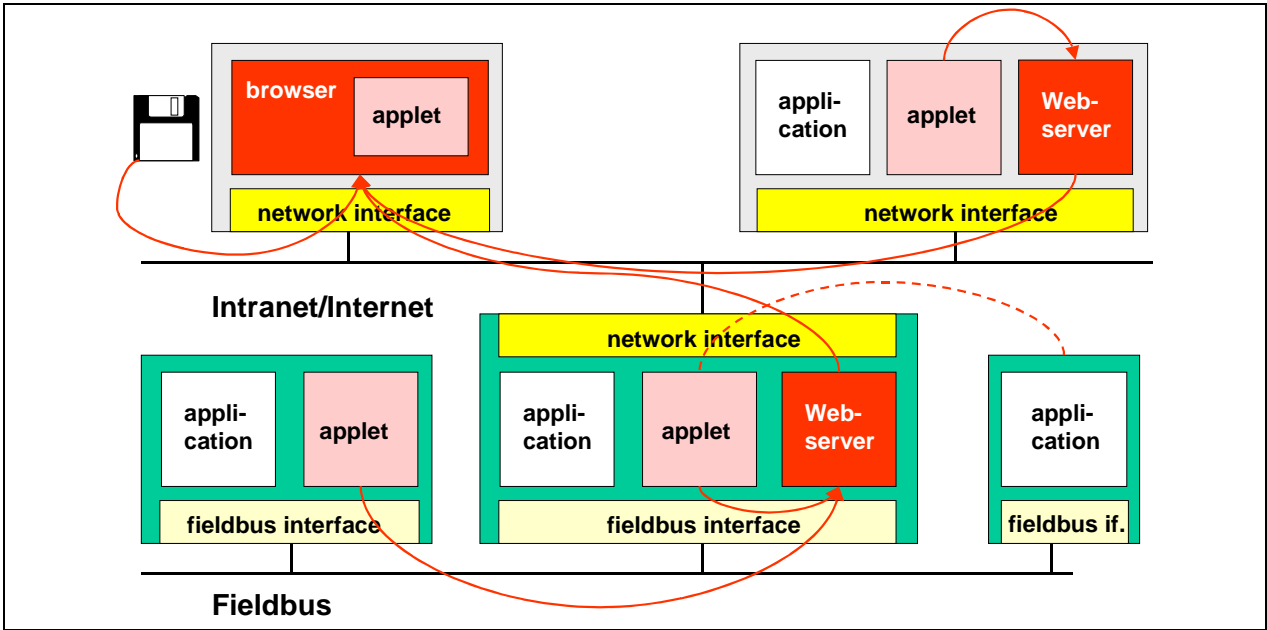 browser
applet
network interface
appli-
cation
applet
Web-
server
network interface
Intranet/Internet
network interface
appli-
cation
applet
fieldbus interface
appli-
cation
applet
Web-
server
fieldbus interface
appli-
cation
fieldbus if.
Fieldbus